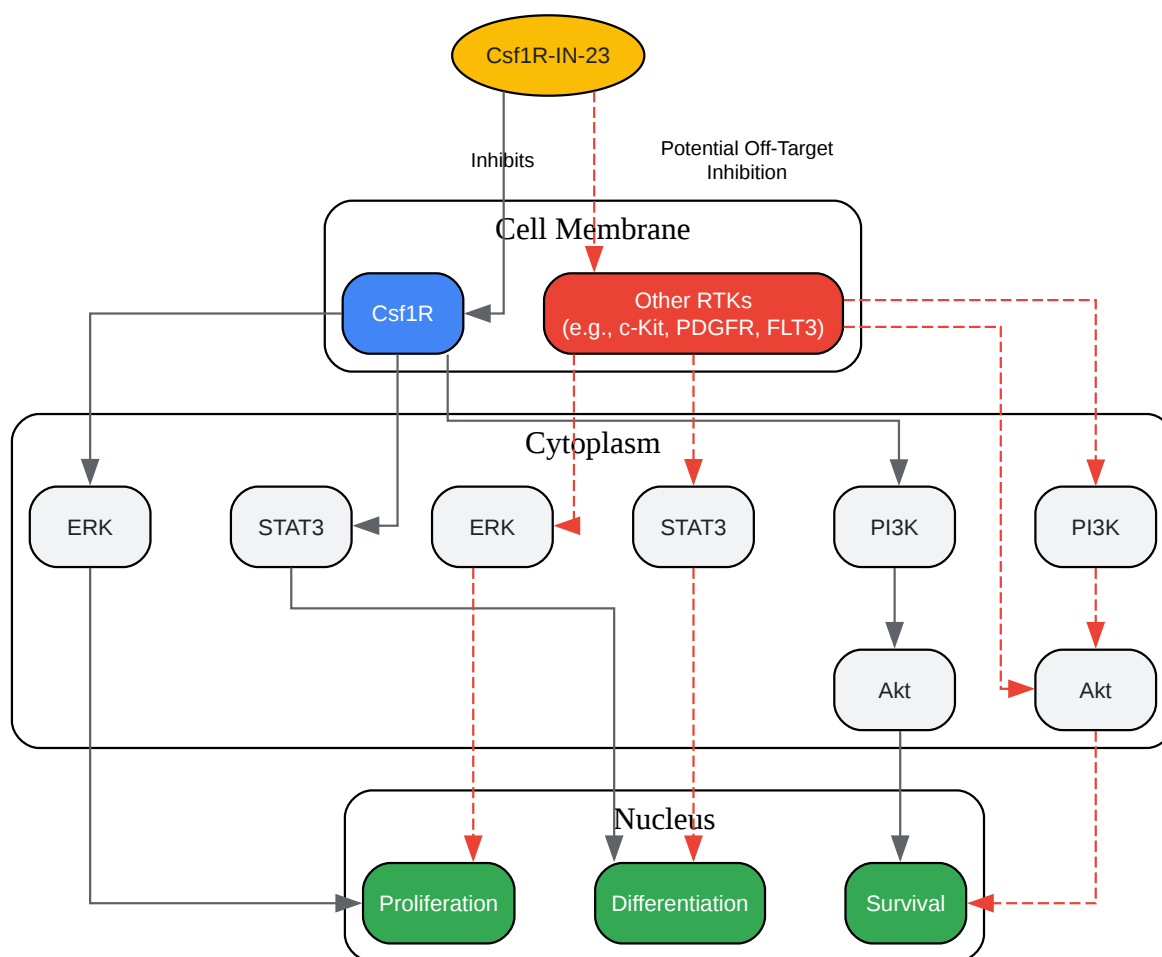 Csf1R-IN-23
Inhibits
Potential Off-Target
Inhibition
Cell Membrane
Csf1R
Other RTKs
(e.g., c-Kit, PDGFR, FLT3)
Cytoplasm
ERK
STAT3
ERK
STAT3
PI3K
PI3K
Akt
Akt
Nucleus
Proliferation
Differentiation
Survival